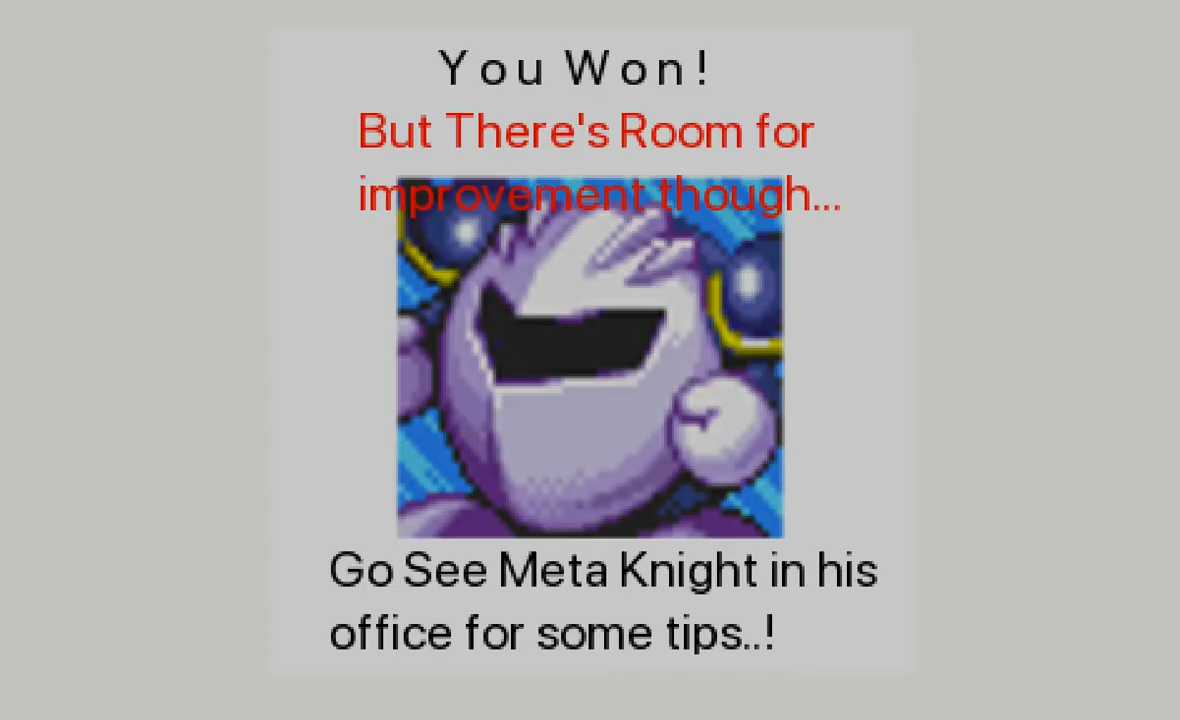 You Won!
But There's Room for
improvement though...
Go See Meta Knight in his
office for some tips..!